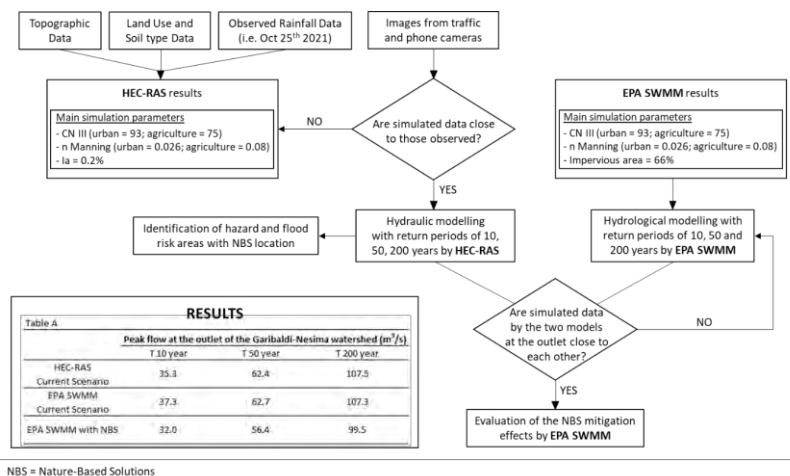 Topographic
Data
Land Use and
Soil type Data
Observed Rainfall Data
(i.e. Oct 25th 2021)
Images from traffic
and phone cameras
HEC-RAS results
Main simulation parameters
- CN III (urban = 93; agriculture = 75)
- n Manning (urban = 0.026; agriculture = 0.08)
- Ia = 0.2%
NO
Are simulated data close
to those observed?
EPA SWMM results
Main simulation parameters
- CN III (urban = 93; agriculture = 75)
- n Manning (urban = 0.026; agriculture = 0.08)
- Impervious area = 66%
YES
Identification of hazard and flood
risk areas with NBS location
Hydraulic modelling
with return periods of 10,
50, 200 years by HEC-RAS
Hydrological modelling with
return periods of 10, 50 and
200 years by EPA SWMM
Are simulated data
by the two models
at the outlet close to
each other?
NO
YES
Evaluation of the NBS mitigation
effects by EPA SWMM
RESULTS
Table A
Peak flow at the outlet of the Garibaldi-Nesima watershed (m³/s)
T 10 year T 50 year T 200 year
HEC-RAS
Current Scenario 35.3 62.4 107.5
EPA SWMM
Current Scenario 37.3 62.7 107.3
EPA SWMM with NBS 32.0 56.4 99.5
NBS = Nature-Based Solutions